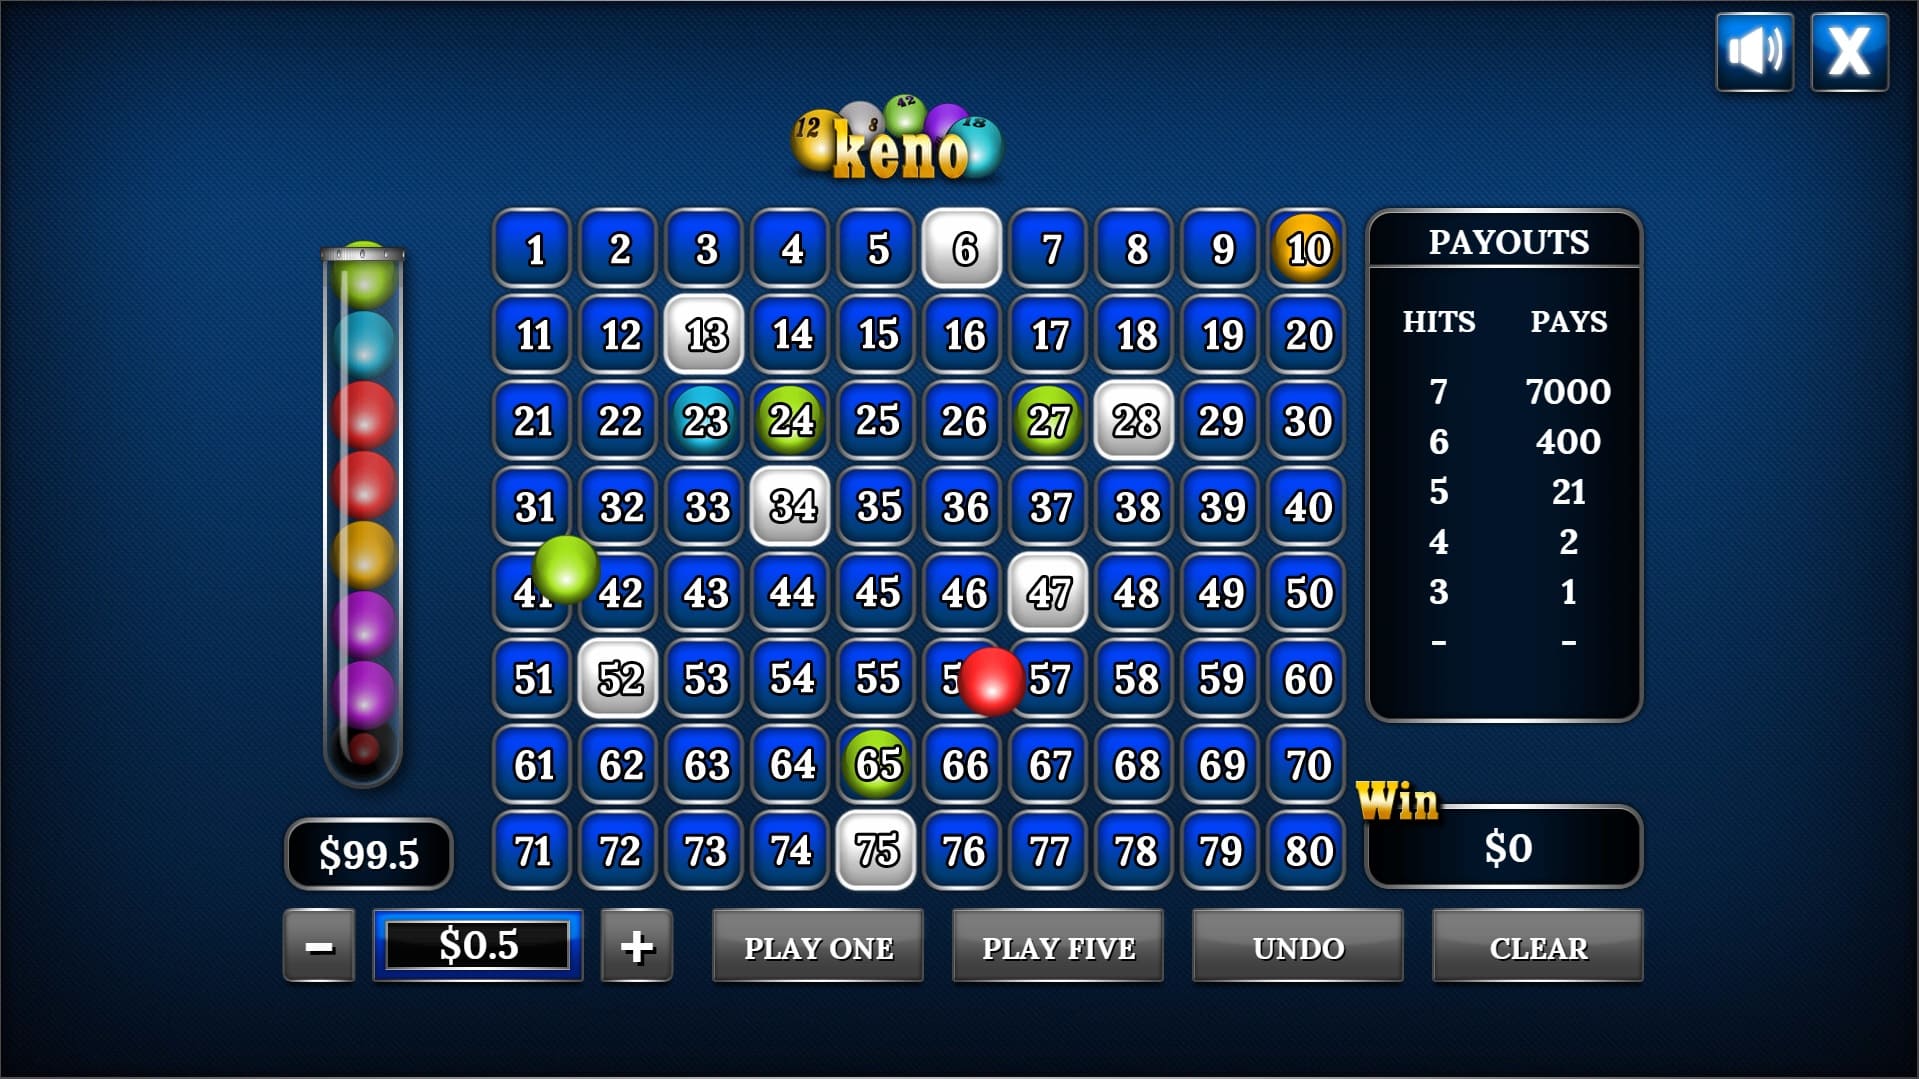 X
12 8 42 13
keno
1 2 3 4 5 6 7 8 9 10
11 12 13 14 15 16 17 18 19 20
21 22 23 24 25 26 27 28 29 30
31 32 33 34 35 36 37 38 39 40
41 42 43 44 45 46 47 48 49 50
51 52 53 54 55 57 58 59 60
61 62 63 64 65 66 67 68 69 70
71 72 73 74 75 76 77 78 79 80
PAYOUTS
HITS PAYS
7 7000
6 400
5 21
4 2
3 1
- -
Win
$0
$99.5
- $0.5 + PLAY ONE PLAY FIVE UNDO CLEAR